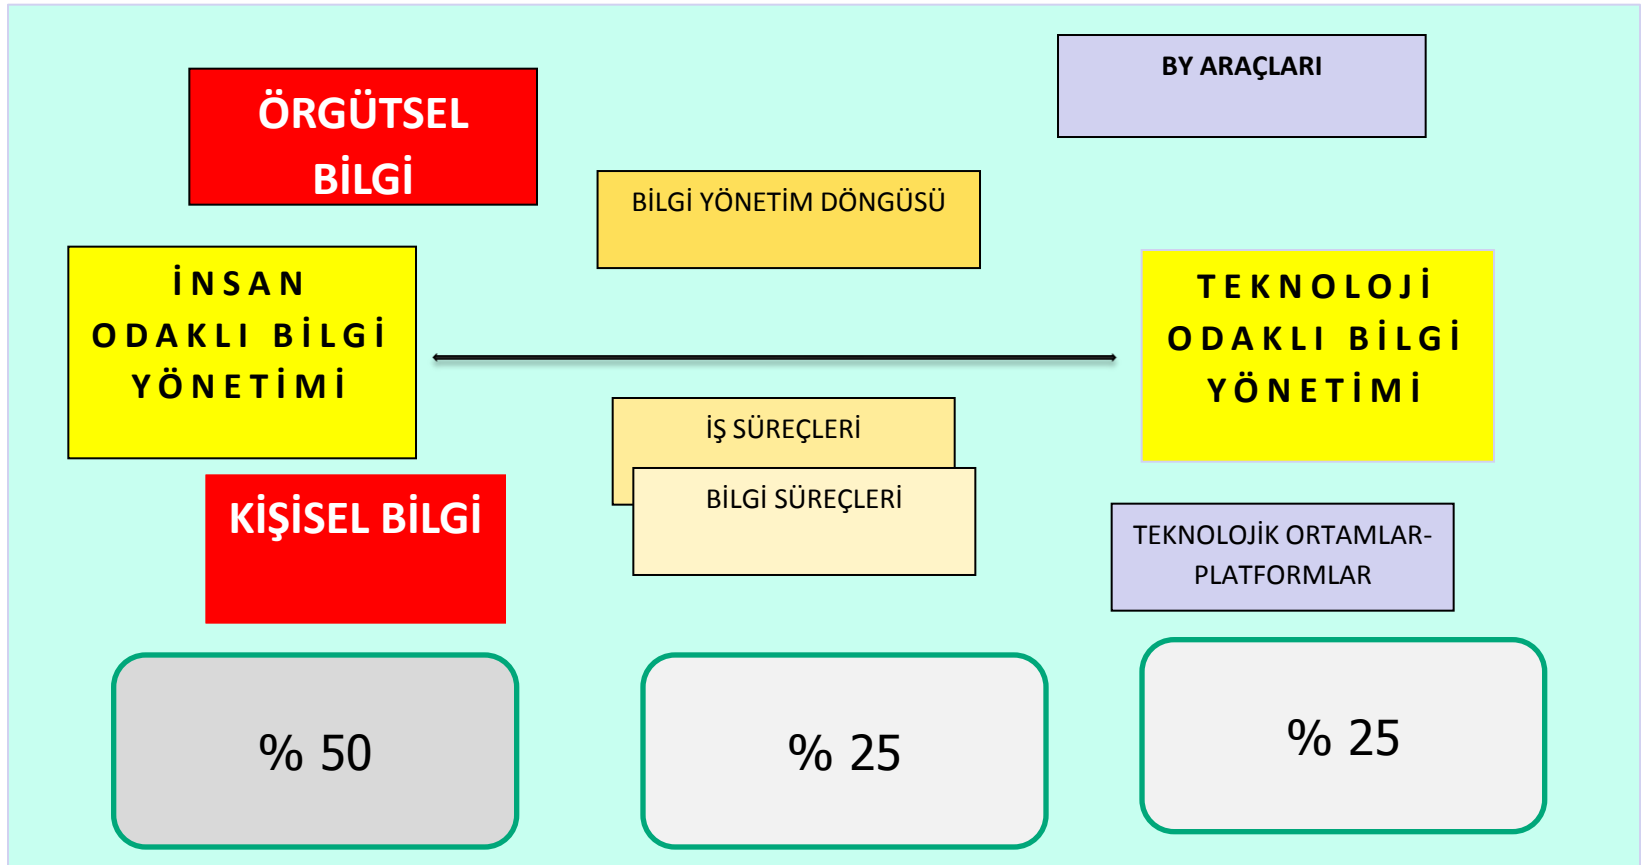 BY ARAÇLARI
ÖRGÜTSEL
BİLGİ
BİLGİ YÖNETİM DÖNGÜSÜ
İNSAN
ODAKLI BİLGİ
YÖNETİMİ
TEKNOLOJİ
ODAKLI BİLGİ
YÖNETİMİ
İŞ SÜREÇLERİ
BİLGİ SÜREÇLERİ
KİŞİSEL BİLGİ
TEKNOLOJİK ORTAMLAR-
PLATFORMLAR
% 50
% 25
% 25